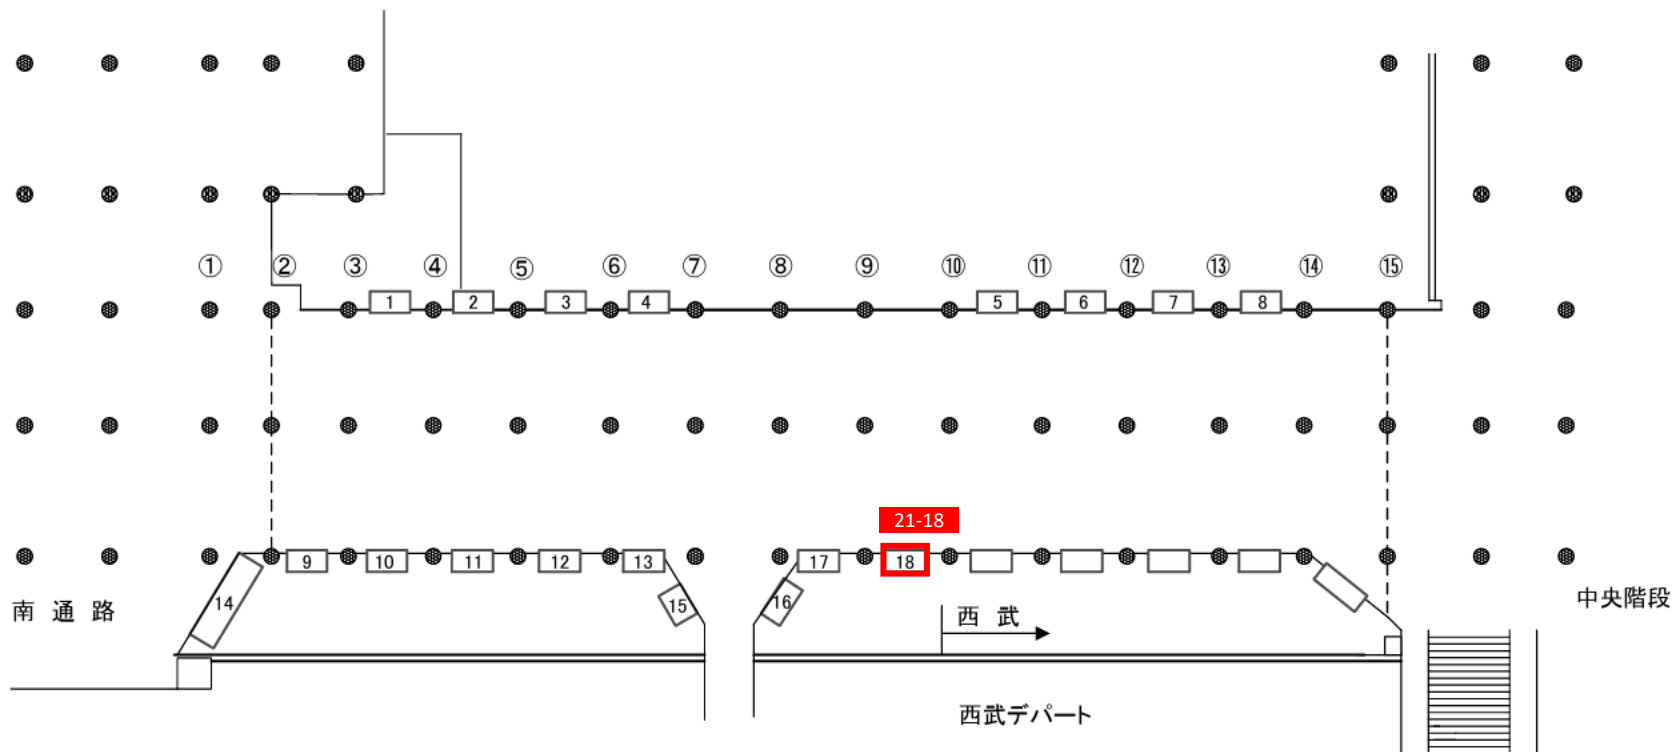 ① ② ③ ④ ⑤ ⑥ ⑦ ⑧ ⑨ ⑩ ⑪ ⑫ ⑬ ⑭ ⑮
1 2 3 4 5 6 7 8
21-18
9 10 11 12 13 17 18
14 15 16
南通路
西武
中央階段
西武デパート